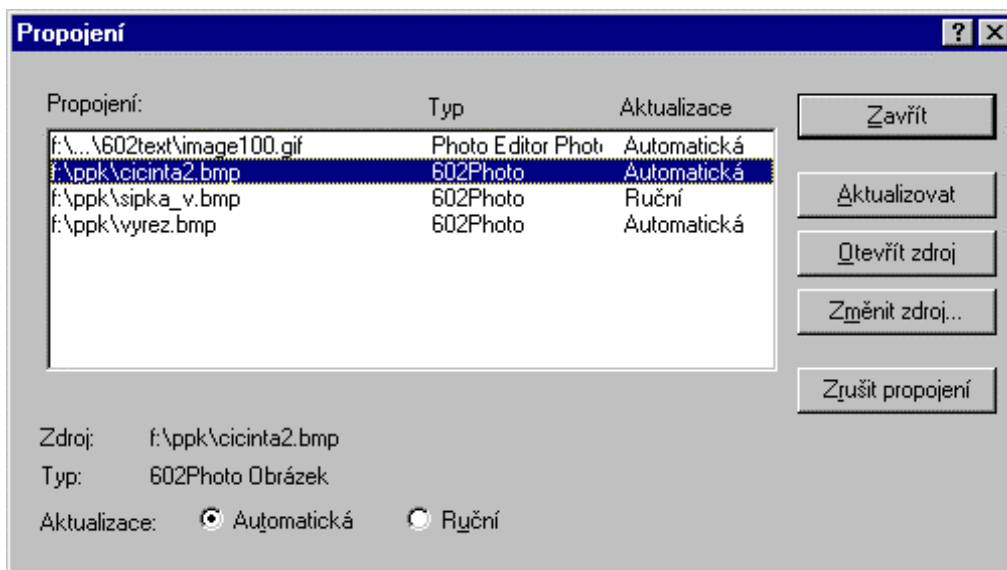 Propojení
Propojení: Typ Aktualizace
f:\...\602text\image100.gif Photo Editor Phot Automatická
f:\ppk\cicinta2.bmp 602Photo Automatická
f:\ppk\sipka_v.bmp 602Photo Ruční
f:\ppk\vyrez.bmp 602Photo Automatická
Zavřít
Aktualizovat
Otevřít zdroj
Změnit zdroj...
Zrušit propojení
Zdroj: f:\ppk\cicinta2.bmp
Typ: 602Photo Obrázek
Aktualizace: Automatická Ruční